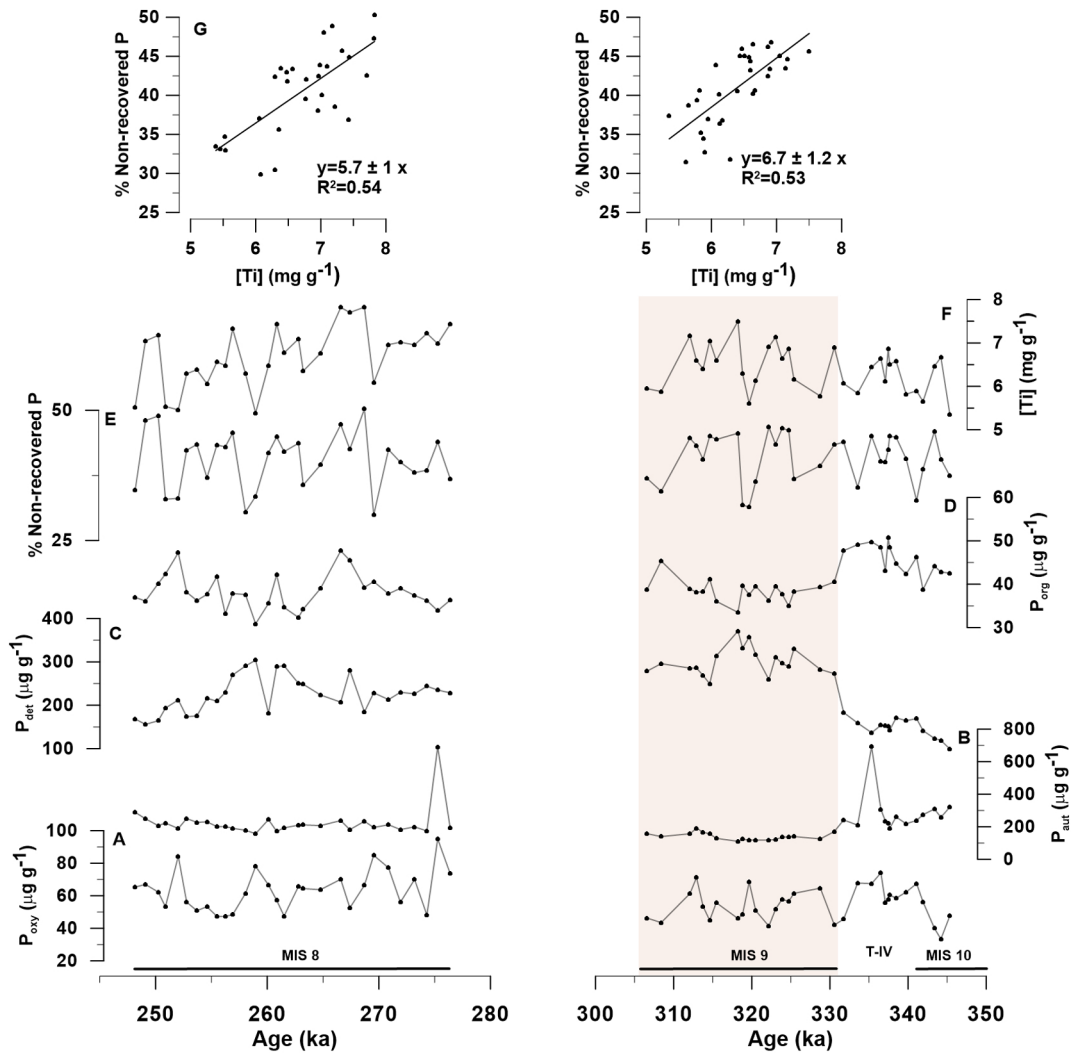 50
45
40
35
30
25
% Non-recovered P
G
y=5.7 ± 1 x
R²=0.54
5 6 7 8
[Ti] (mg g⁻¹)
50
45
40
35
30
25
% Non-recovered P
y=6.7 ± 1.2 x
R²=0.53
5 6 7 8
[Ti] (mg g⁻¹)
F
8
7
6
5
[Ti] (mg g⁻¹)
E
50
25
% Non-recovered P
D
60
50
40
30
P_org (µg g⁻¹)
C
400
300
200
100
P_det (µg g⁻¹)
B
800
600
400
200
0
P_aut (µg g⁻¹)
A
100
80
60
40
20
P_oxy (µg g⁻¹)
MIS 8
MIS 9
T-IV
MIS 10
250 260 270 280
Age (ka)
300 310 320 330 340 350
Age (ka)